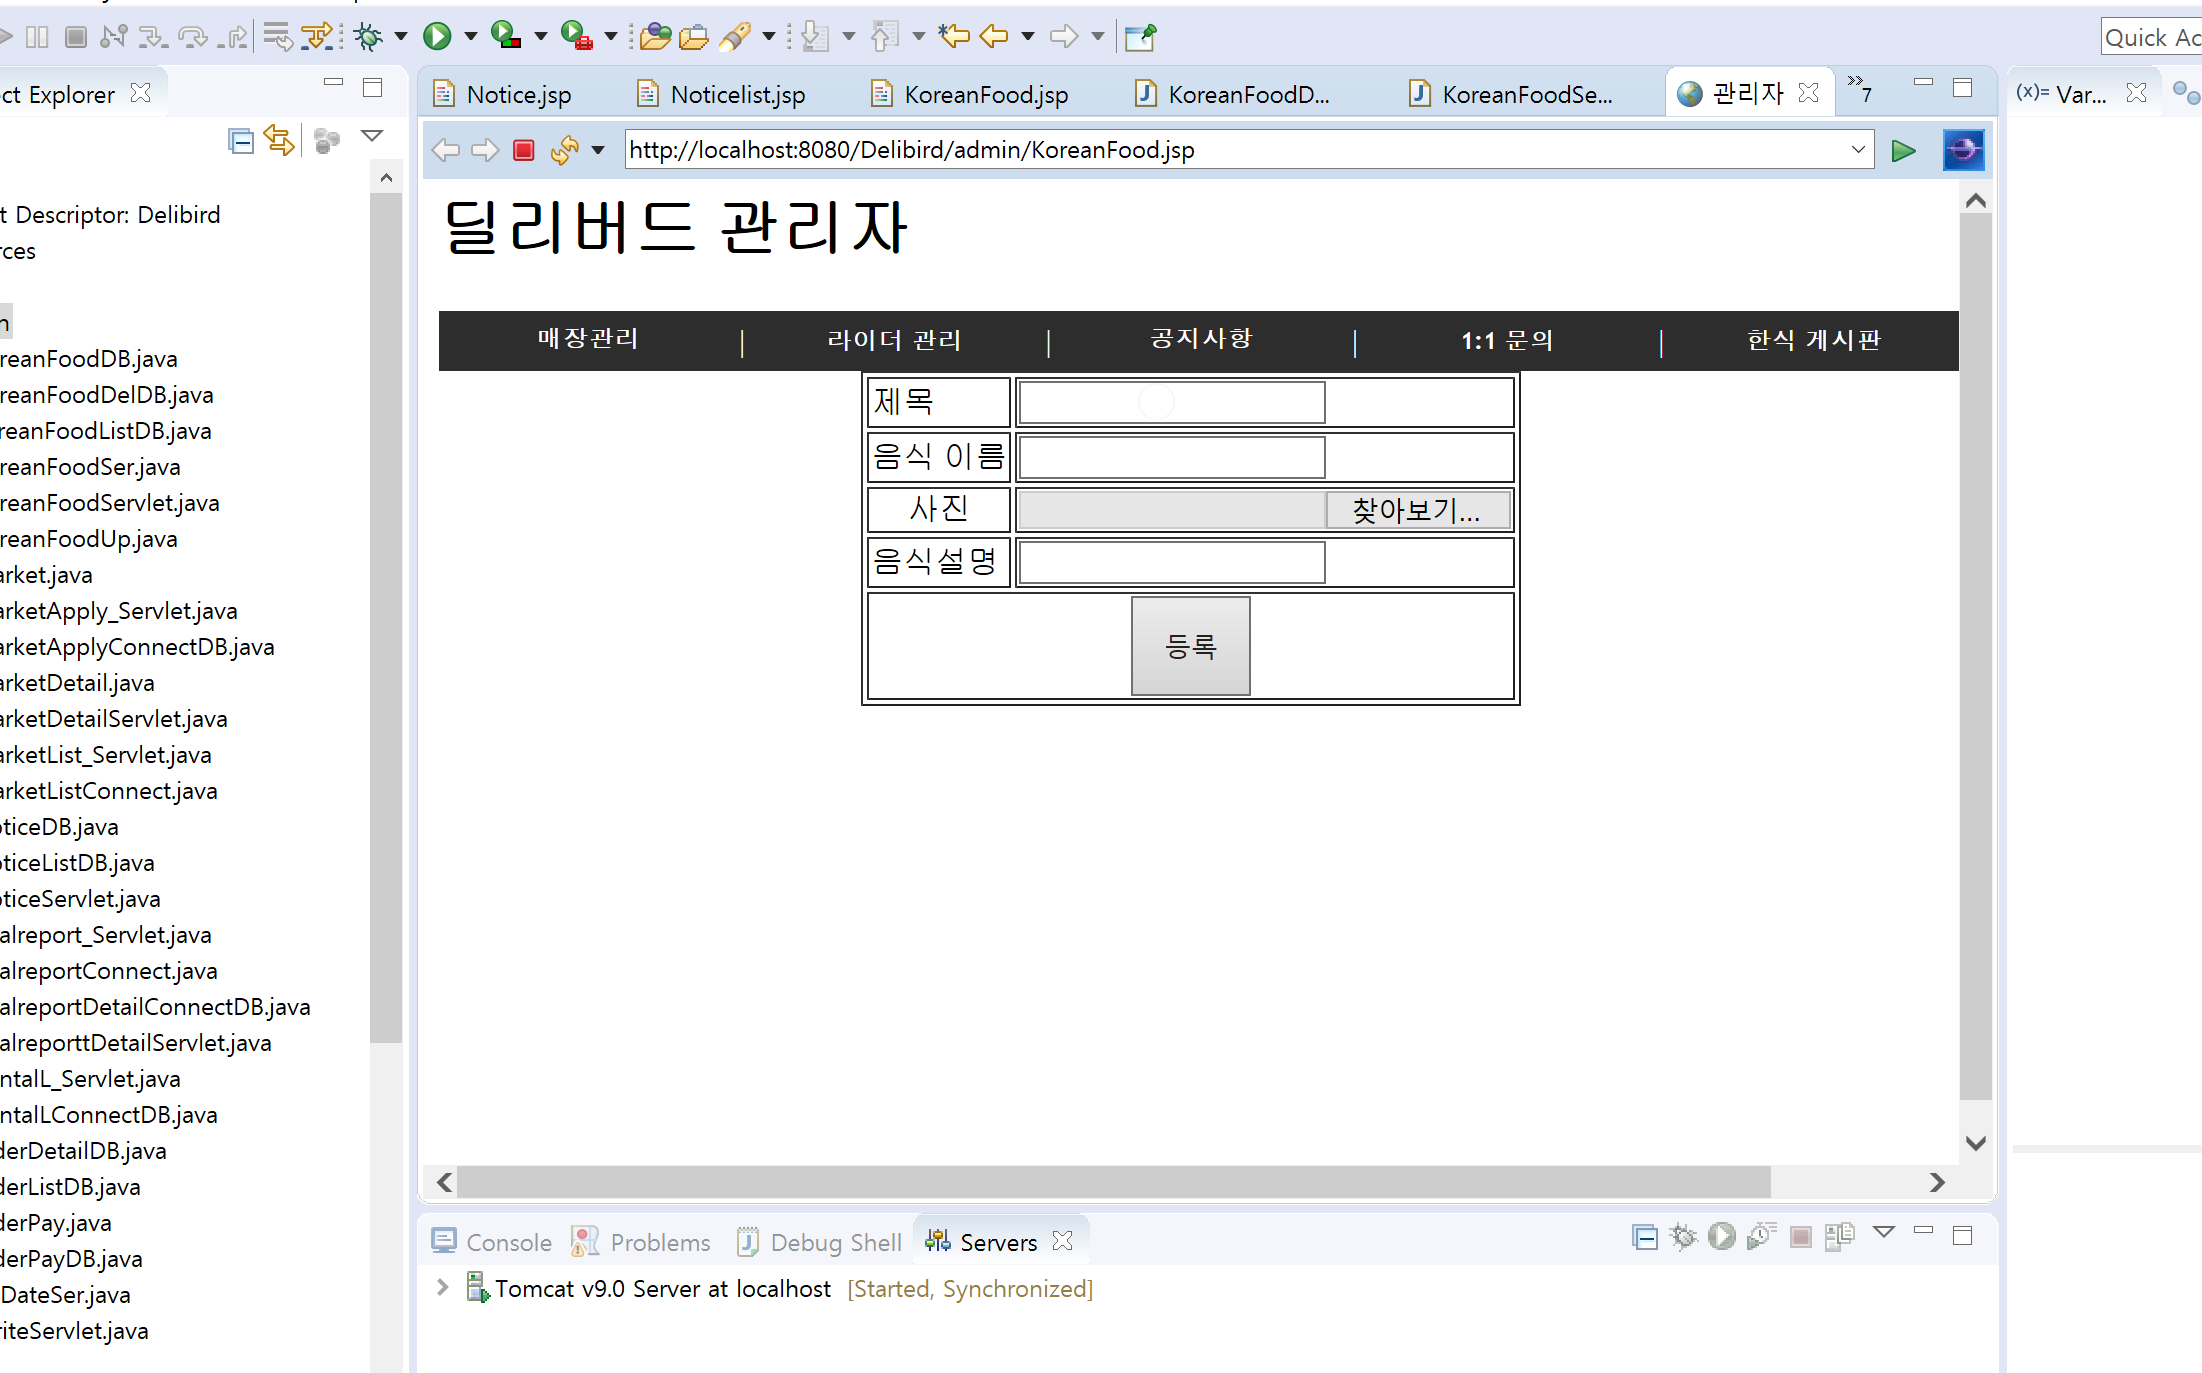 Quick Ac
ct Explorer
Notice.jsp
Noticelist.jsp
KoreanFood.jsp
KoreanFoodD...
KoreanFoodSe...
관리자
7
(x)= Var...
http://localhost:8080/Delibird/admin/KoreanFood.jsp
t Descriptor: Delibird
rces
n
reanFoodDB.java
oreanFoodDelDB.java
reanFoodListDB.java
reanFoodSer.java
reanFoodServlet.java
oreanFoodUp.java
arket.java
arketApply_Servlet.java
arketApplyConnectDB.java
arketDetail.java
arketDetailServlet.java
arketList_Servlet.java
arketListConnect.java
oticeDB.java
oticeListDB.java
oticeServlet.java
alreport_Servlet.java
alreportConnect.java
alreportDetailConnectDB.java
alreporttDetailServlet.java
entalL_Servlet.java
entalLConnectDB.java
derDetailDB.java
derListDB.java
derPay.java
derPayDB.java
DateSer.java
riteServlet.java
딜리버드 관리자
매장관리 | 라이더 관리 | 공지사항 | 1:1 문의 | 한식 게시판
제목
음식 이름
사진 찾아보기...
음식설명
등록
Console
Problems
Debug Shell
Servers
Tomcat v9.0 Server at localhost [Started, Synchronized]